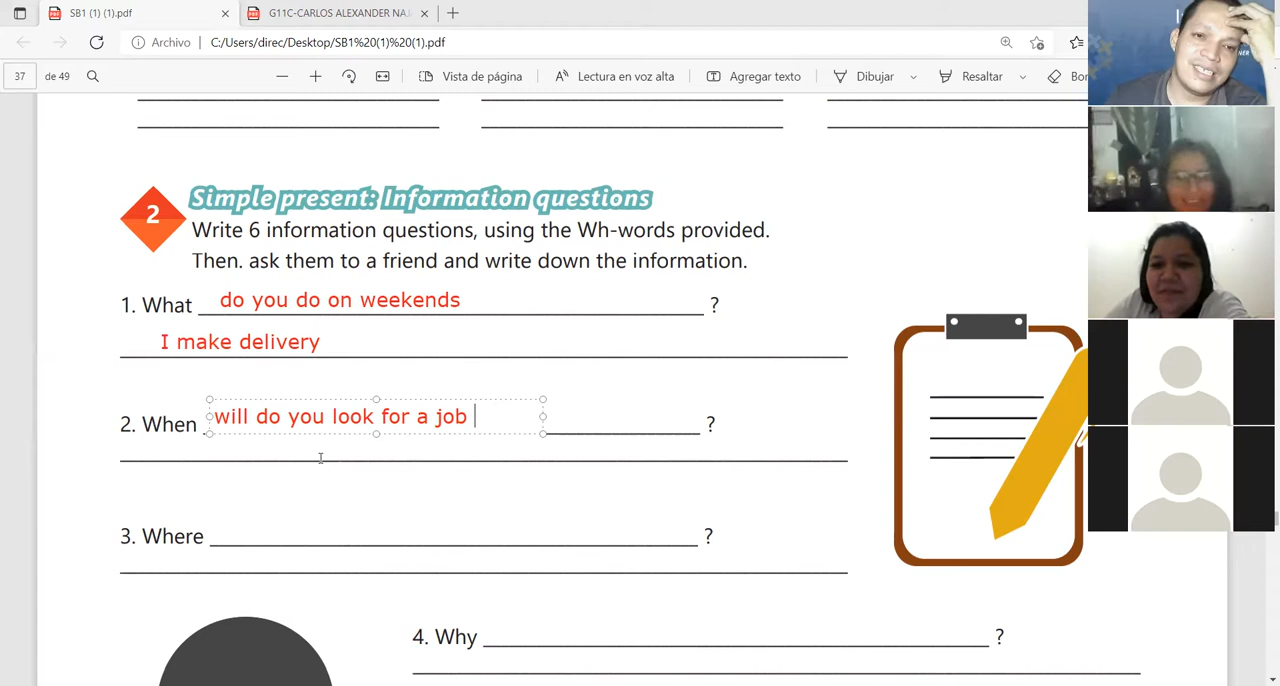 SB1 (1) (1).pdf
G11C-CARLOS ALEXANDER NAJ
Archivo
C:/Users/direc/Desktop/SB1%20(1)%20(1).pdf
37
de 49
Vista de página
Lectura en voz alta
Agregar texto
Dibujar
Resaltar
Bor
2
Simple present: Information questions
Write 6 information questions, using the Wh-words provided.
Then. ask them to a friend and write down the information.
1. What do you do on weekends ?
I make delivery
2. When will do you look for a job ?
3. Where ?
4. Why ?